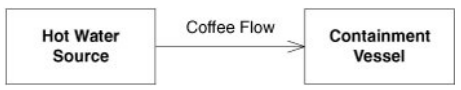 Hot Water
Source
Coffee Flow
Containment
Vessel